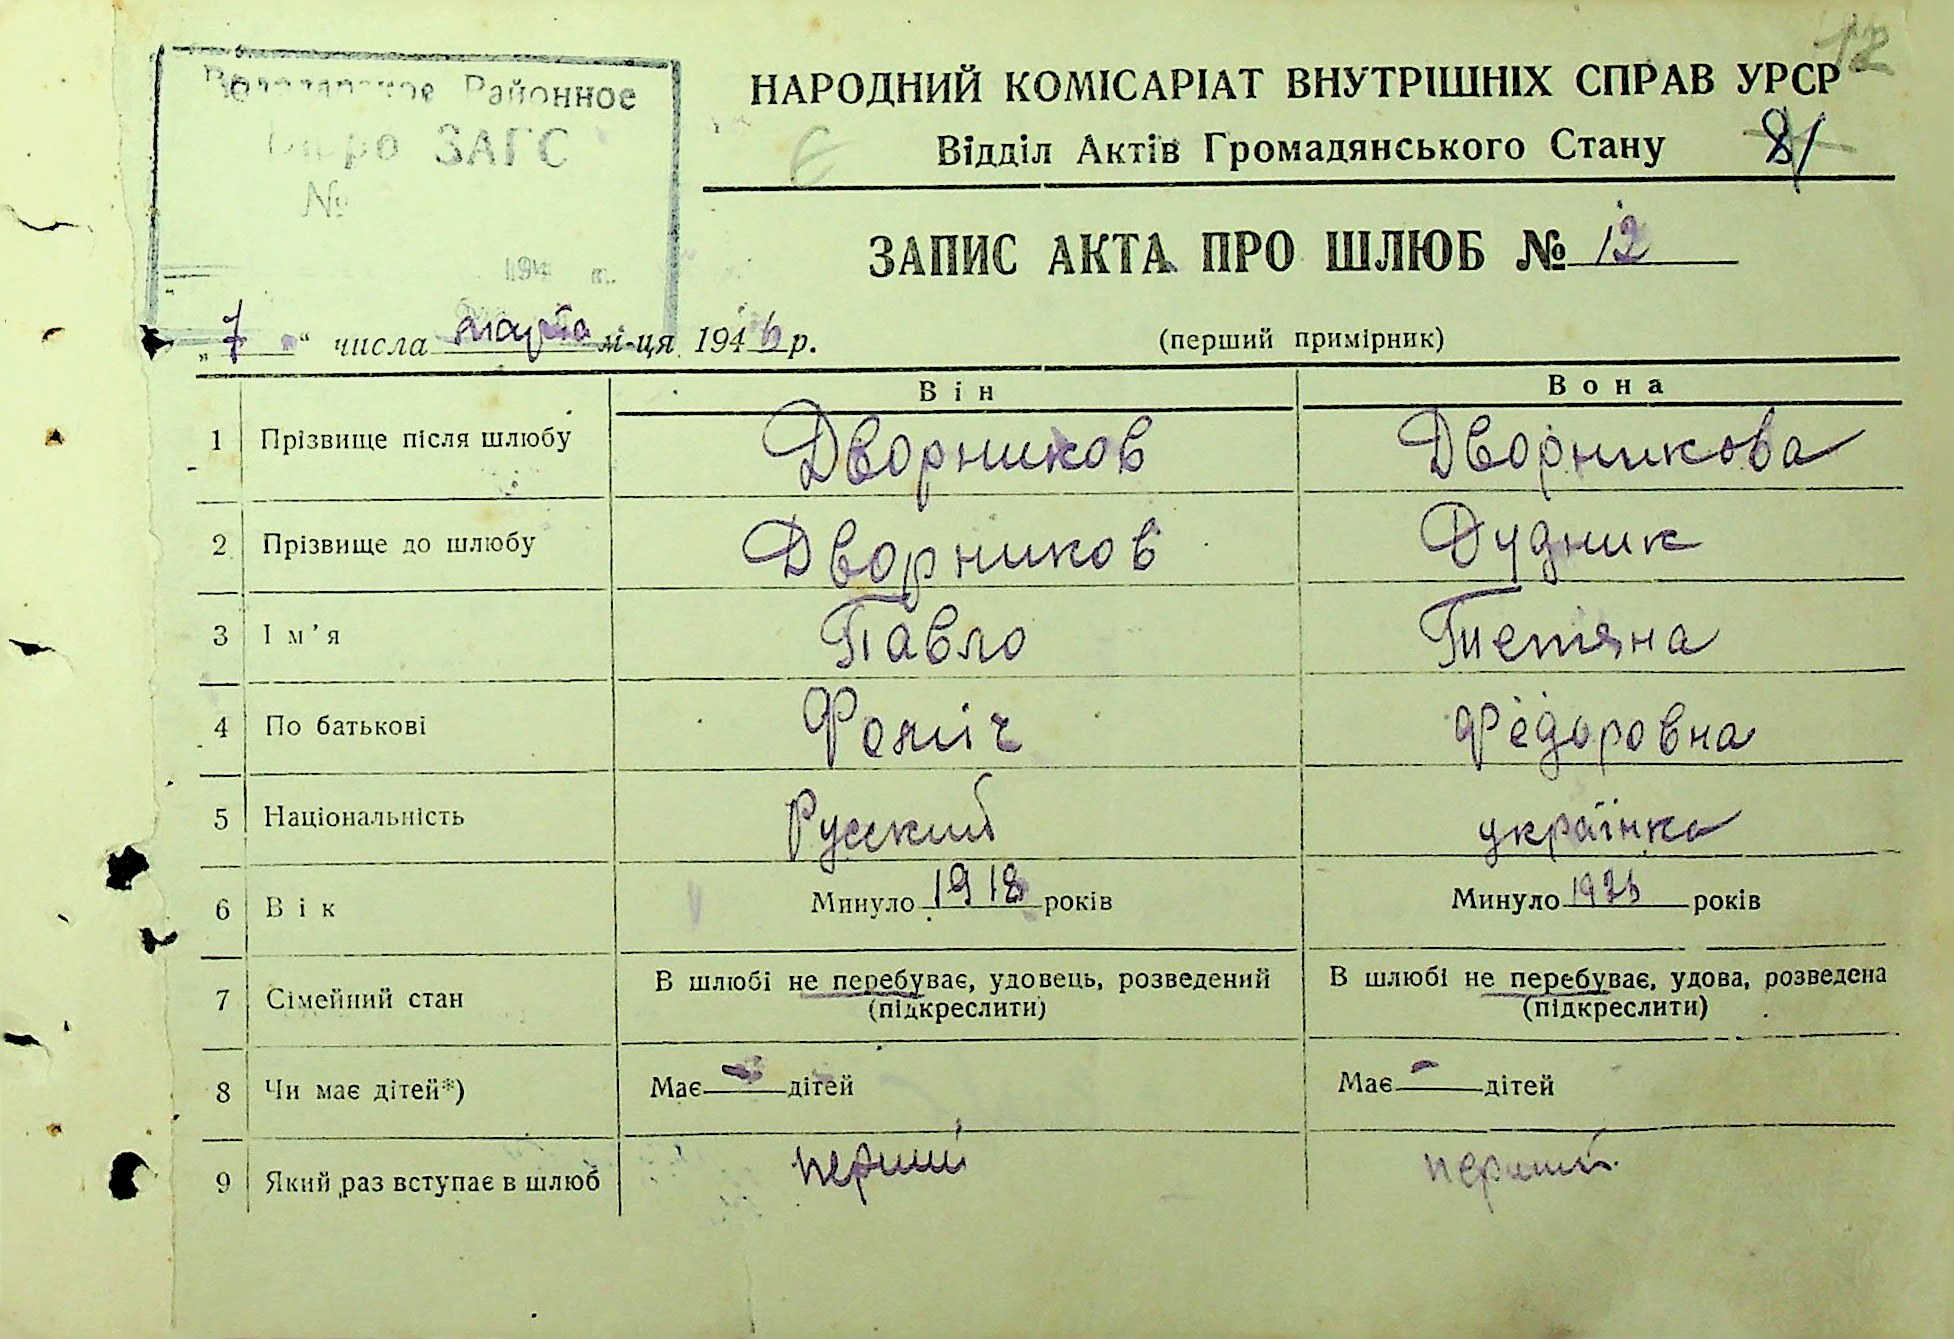 Районное
Бюро ЗАГС
№
194 г.
12
НАРОДНИЙ КОМІСАРІАТ ВНУТРІШНІХ СПРАВ УРСР
Відділ Актів Громадянського Стану 81
ЗАПИС АКТА ПРО ШЛЮБ № 12
„7“ числа марта м-ця 1946 р.
(перший примірник)
Він Вона
1 Прізвище після шлюбу Дворников Дворникова
2 Прізвище до шлюбу Дворников Дудник
3 Ім’я Павло Тетяна
4 По батькові Фоміч Фёдоровна
5 Національність Русский українка
6 Вік Минуло 1918 років Минуло 1923 років
7 Сімейний стан В шлюбі не перебуває, удовець, розведений В шлюбі не перебуває, удова, розведена
(підкреслити) (підкреслити)
8 Чи має дітей*) Має - дітей Має - дітей
9 Який раз вступає в шлюб перший перший